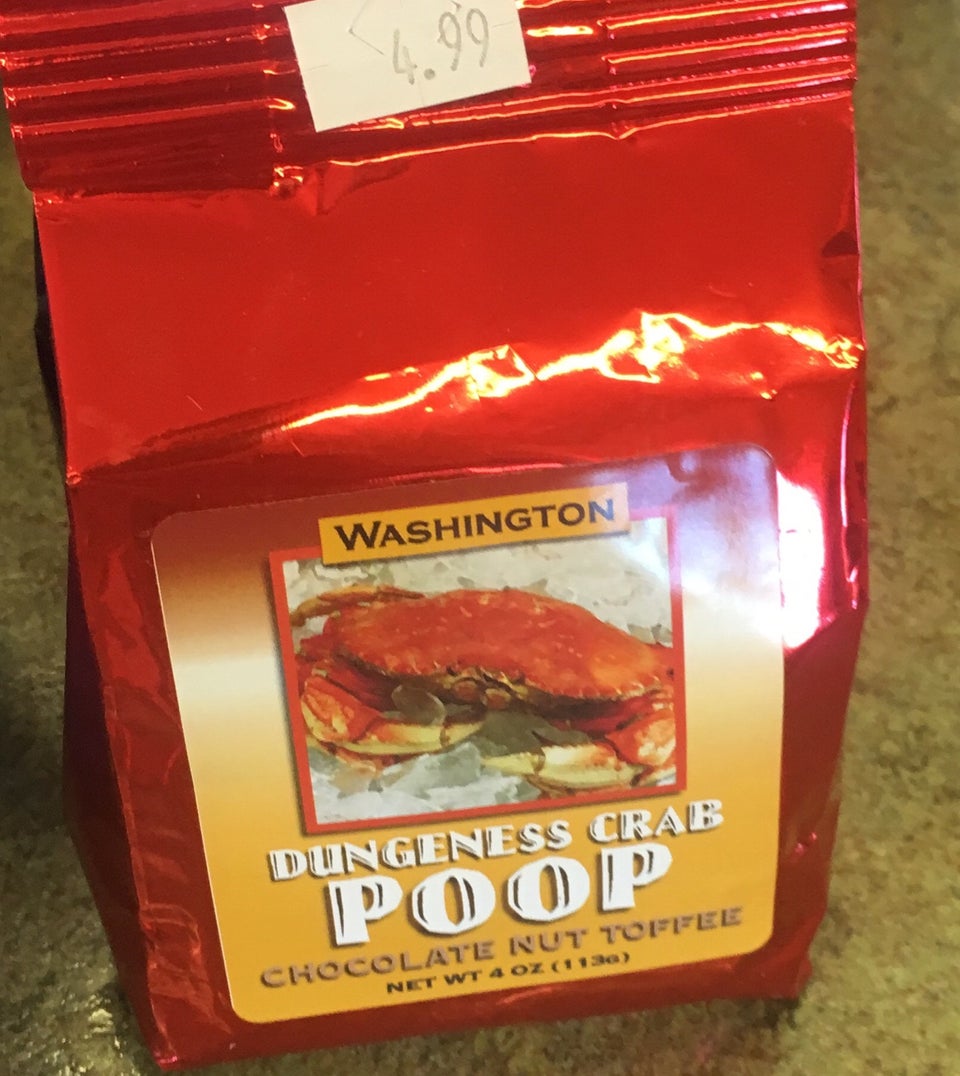 4.99
WASHINGTON
DUNGENESS CRAB
POOP
CHOCOLATE NUT TOFFEE
NET WT 4 OZ (113G)